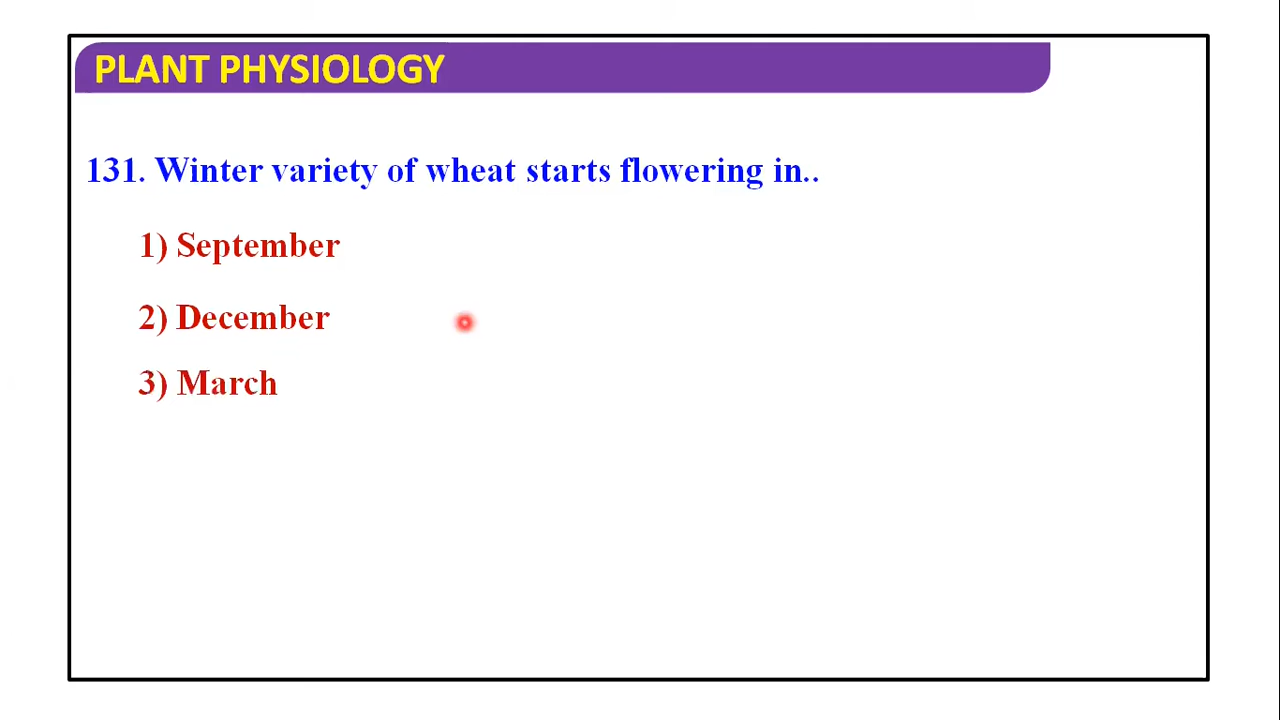 PLANT PHYSIOLOGY
131. Winter variety of wheat starts flowering in..
1) September
2) December
3) March